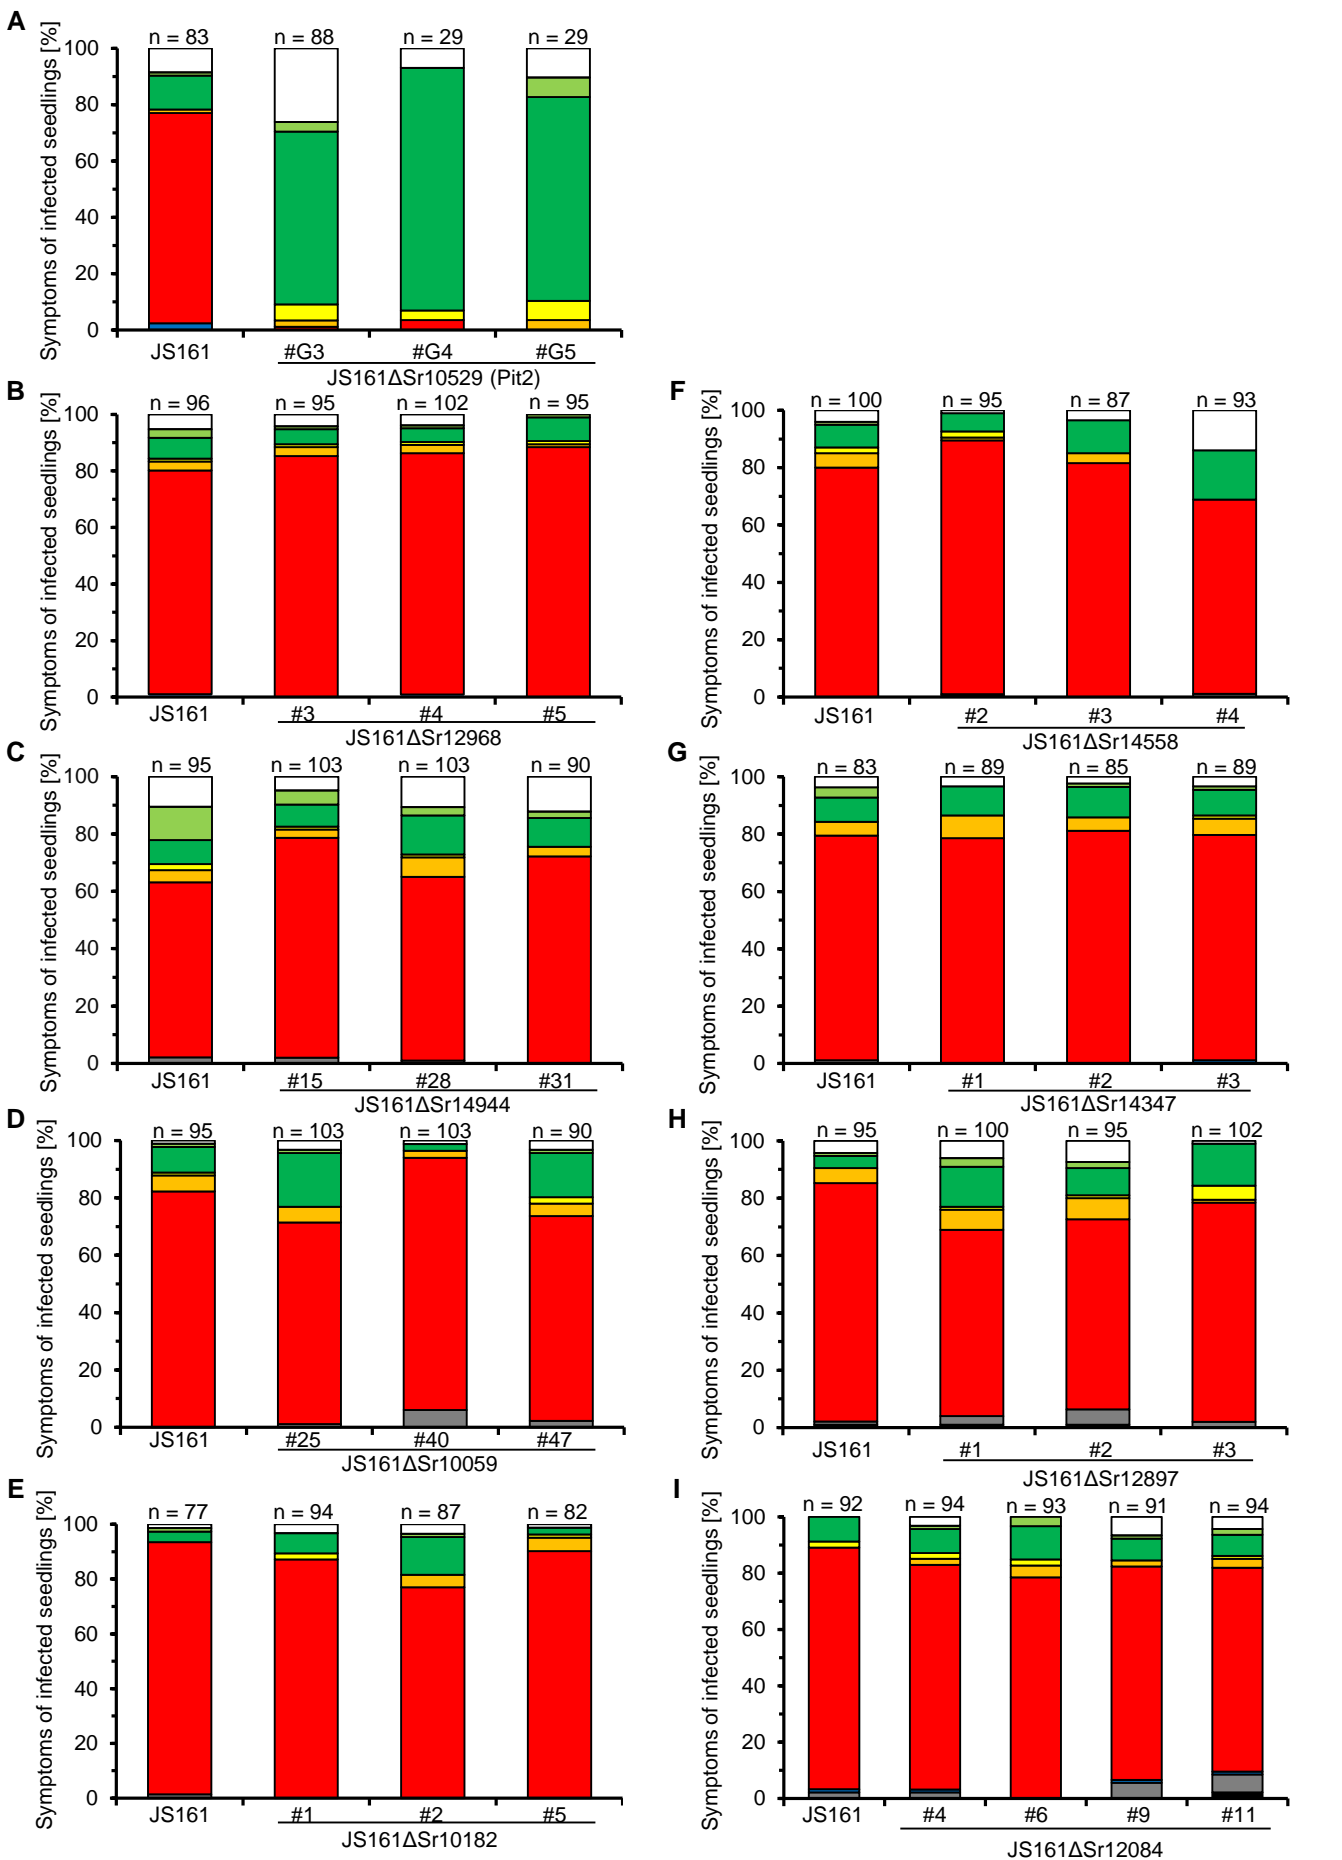 A
Symptoms of infected seedlings [%]
n = 83 n = 88 n = 29 n = 29
100
80
60
40
20
0
JS161 #G3 #G4 #G5
JS161ΔSr10529 (Pit2)
B
Symptoms of infected seedlings [%]
n = 96 n = 95 n = 102 n = 95
100
80
60
40
20
0
JS161 #3 #4 #5
JS161ΔSr12968
C
Symptoms of infected seedlings [%]
n = 95 n = 103 n = 103 n = 90
100
80
60
40
20
0
JS161 #15 #28 #31
JS161ΔSr14944
D
Symptoms of infected seedlings [%]
n = 95 n = 103 n = 103 n = 90
100
80
60
40
20
0
JS161 #25 #40 #47
JS161ΔSr10059
E
Symptoms of infected seedlings [%]
n = 77 n = 94 n = 87 n = 82
100
80
60
40
20
0
JS161 #1 #2 #5
JS161ΔSr10182
F
Symptoms of infected seedlings [%]
n = 100 n = 95 n = 87 n = 93
100
80
60
40
20
0
JS161 #2 #3 #4
JS161ΔSr14558
G
Symptoms of infected seedlings [%]
n = 83 n = 89 n = 85 n = 89
100
80
60
40
20
0
JS161 #1 #2 #3
JS161ΔSr14347
H
Symptoms of infected seedlings [%]
n = 95 n = 100 n = 95 n = 102
100
80
60
40
20
0
JS161 #1 #2 #3
JS161ΔSr12897
I
Symptoms of infected seedlings [%]
n = 92 n = 94 n = 93 n = 91 n = 94
100
80
60
40
20
0
JS161 #4 #6 #9 #11
JS161ΔSr12084